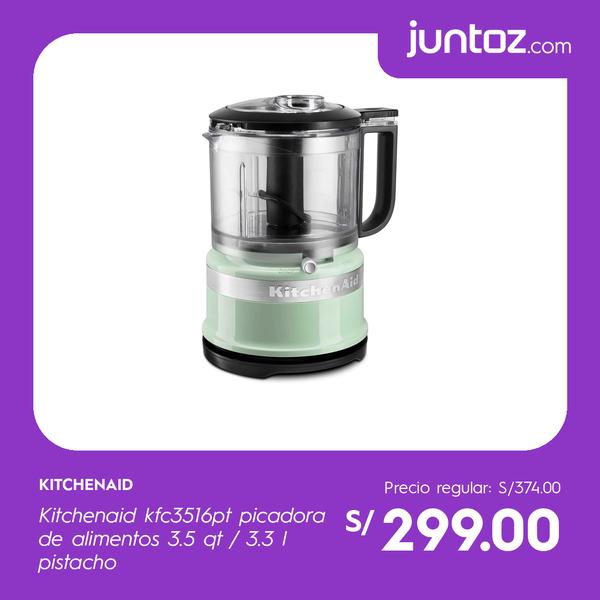 juntoz.com
KitchenAid
KITCHENAID
Kitchenaid kfc3516pt picadora
de alimentos 3.5 qt / 3.3 l
pistacho
Precio regular: S/374.00
S/ 299.00